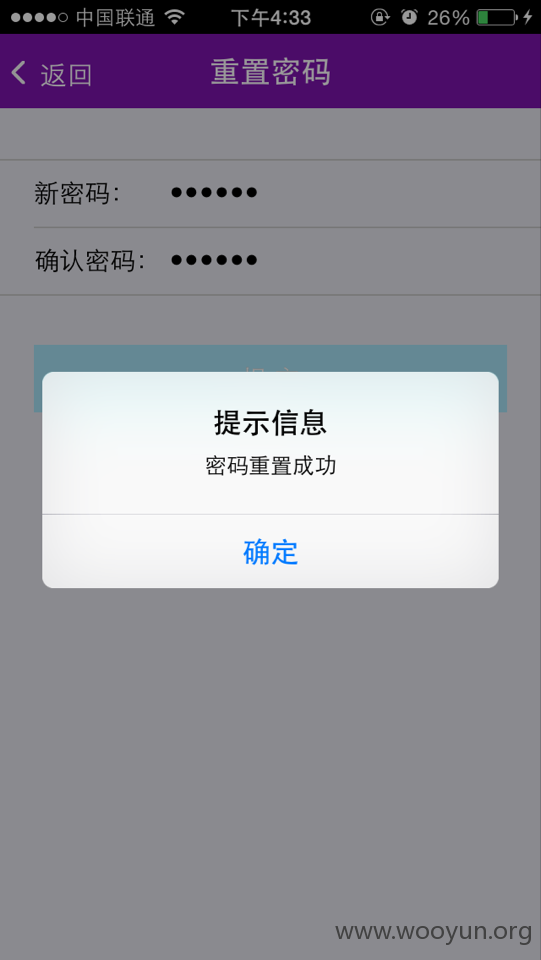 中国联通 下午4:33 26%
返回 重置密码
新密码： ••••••
确认密码： ••••••
提示信息
密码重置成功
确定
www.wooyun.org